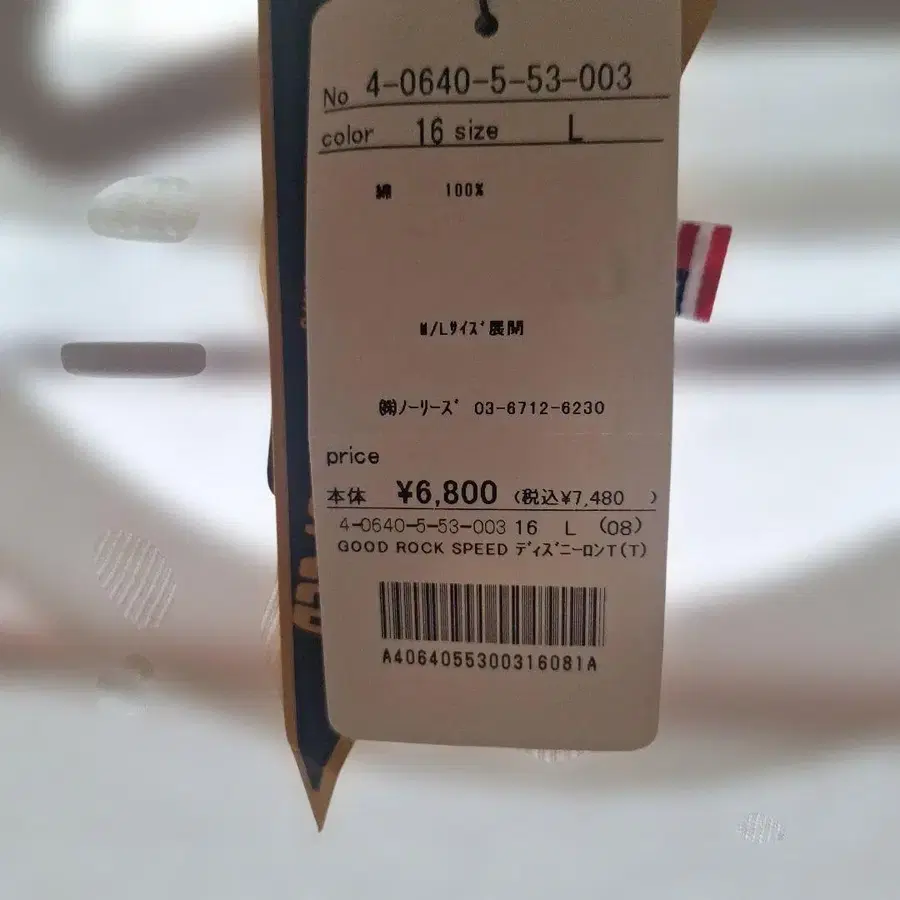 No 4-0640-5-53-003
color 16 size L
綿 100%
M/Lサイズ展開
㈱ノーリーズ 03-6712-6230
price
本体 ¥6,800 (税込¥7,480 )
4-0640-5-53-003 16 L (08)
GOOD ROCK SPEED ディズニーロンT(T)
A4064055300316081A